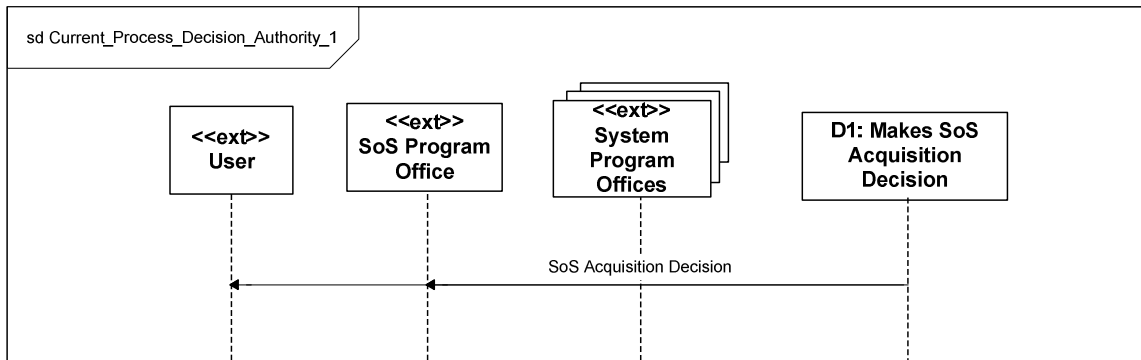 sd Current_Process_Decision_Authority_1
<<ext>>
User
<<ext>>
SoS Program
Office
<<ext>>
System
Program
Offices
D1: Makes SoS
Acquisition
Decision
SoS Acquisition Decision